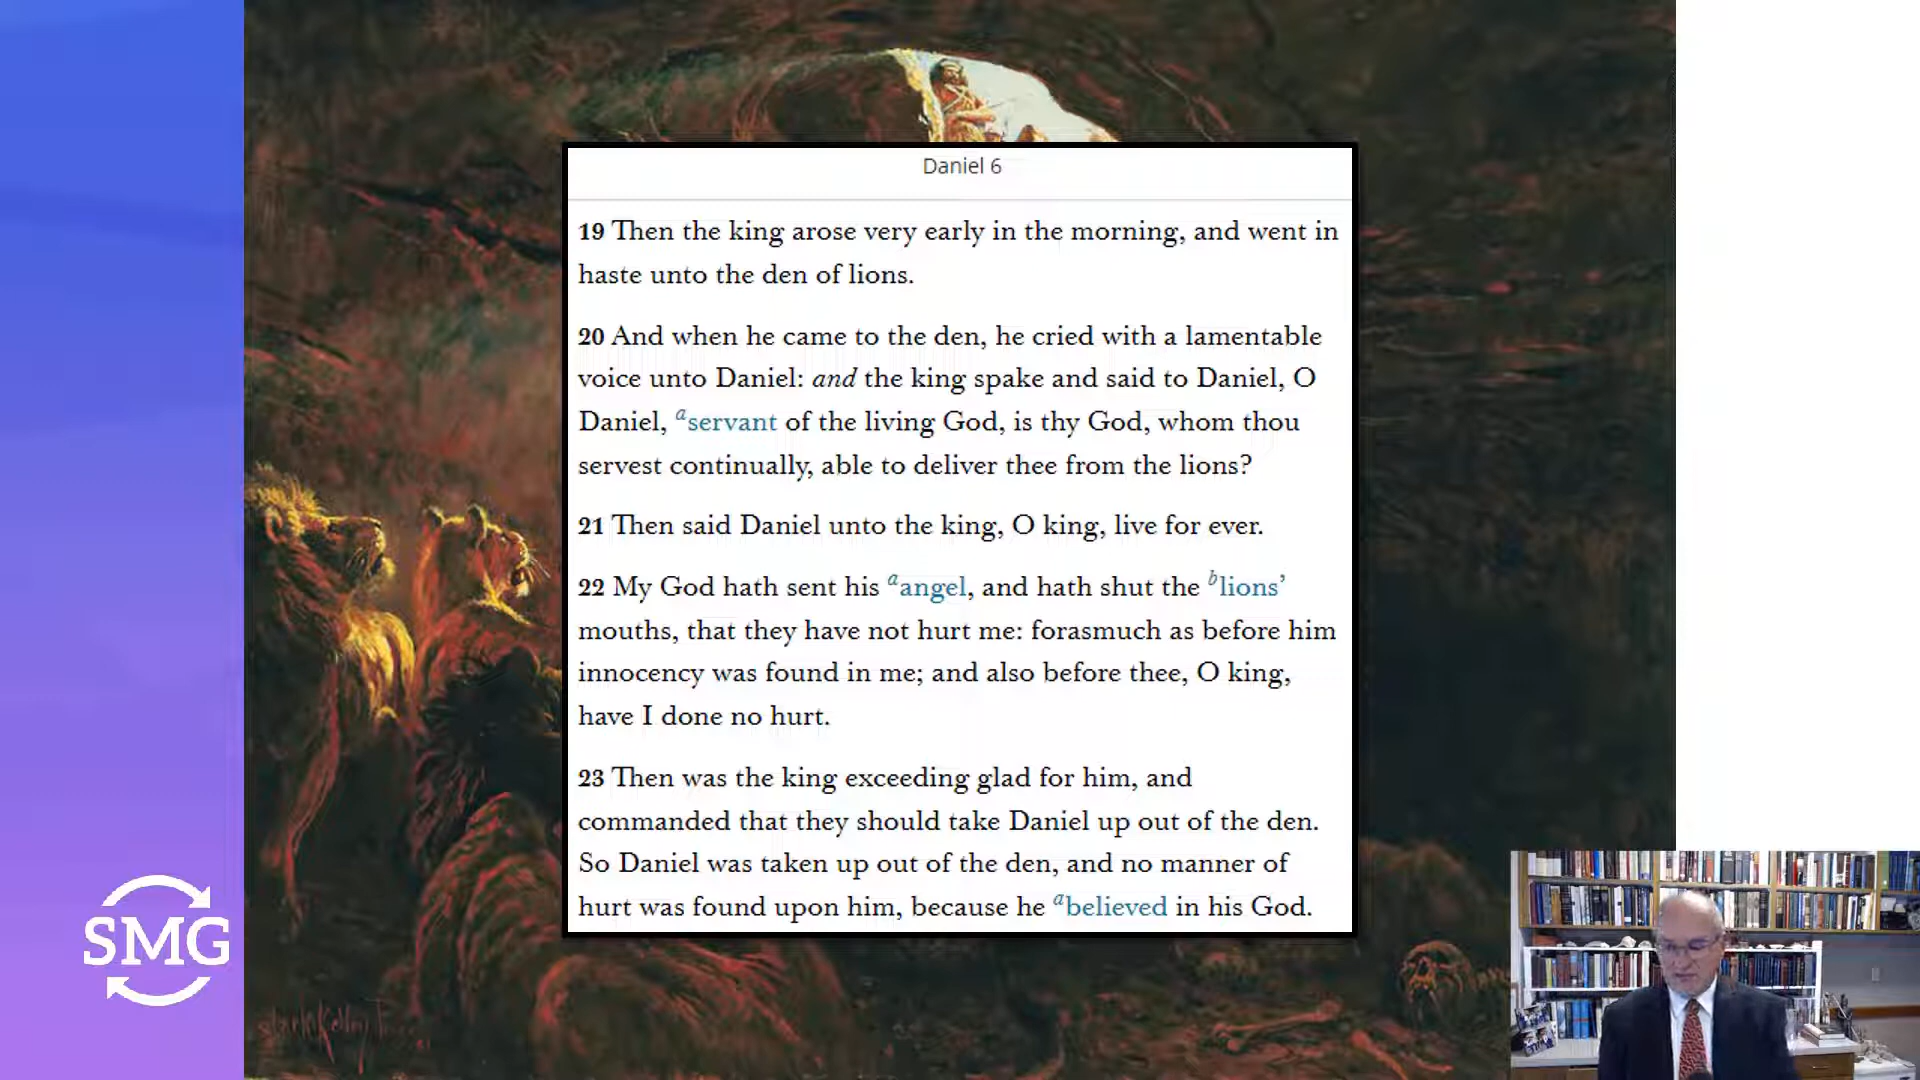 Daniel 6
19 Then the king arose very early in the morning, and went in
haste unto the den of lions.
20 And when he came to the den, he cried with a lamentable
voice unto Daniel: and the king spake and said to Daniel, O
Daniel, aservant of the living God, is thy God, whom thou
servest continually, able to deliver thee from the lions?
21 Then said Daniel unto the king, O king, live for ever.
22 My God hath sent his aangel, and hath shut the blions’
mouths, that they have not hurt me: forasmuch as before him
innocency was found in me; and also before thee, O king,
have I done no hurt.
23 Then was the king exceeding glad for him, and
commanded that they should take Daniel up out of the den.
So Daniel was taken up out of the den, and no manner of
hurt was found upon him, because he abelieved in his God.
SMG